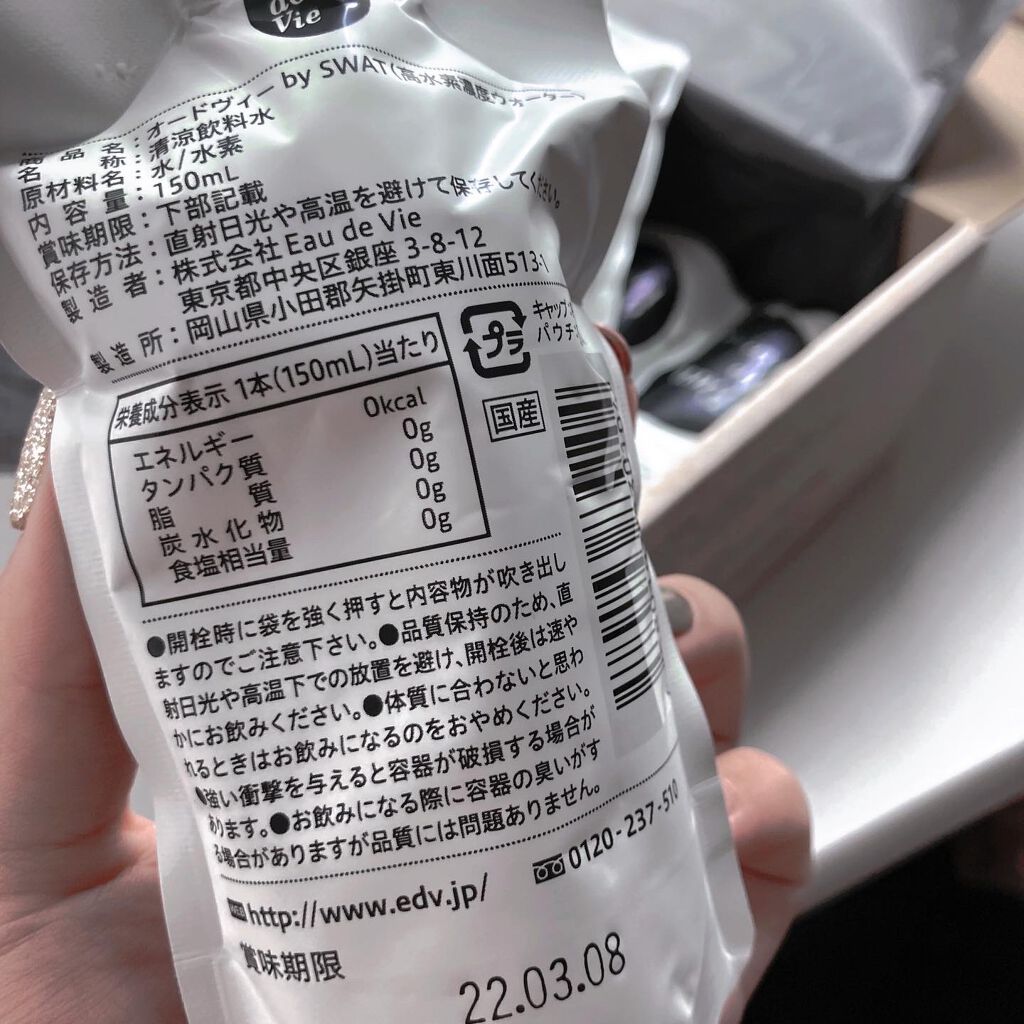 de
Vie
商品名：オードヴィー by SWAT(高水素濃度ウォーター)
名称：清涼飲料水
原材料名：水/水素
内容量：150mL
賞味期限：下部記載
保存方法：直射日光や高温を避けて保存してください。
製造者：株式会社 Eau de Vie
東京都中央区銀座 3-8-12
製造所：岡山県小田郡矢掛町東川面513-1
プラ
キャップ:
パウチ:
国産
栄養成分表示 1本(150mL)当たり
エネルギー 0kcal
タンパク質 0g
脂質 0g
炭水化物 0g
食塩相当量 0g
●開栓時に袋を強く押すと内容物が吹き出し
ますのでご注意下さい。●品質保持のため、直
射日光や高温下での放置を避け、開栓後は速や
かにお飲みください。●体質に合わないと思わ
れるときはお飲みになるのをおやめください。
●強い衝撃を与えると容器が破損する場合が
あります。●お飲みになる際に容器の臭いがす
る場合がありますが品質には問題ありません。
http://www.edv.jp/
0120-237-510
賞味期限
22.03.08